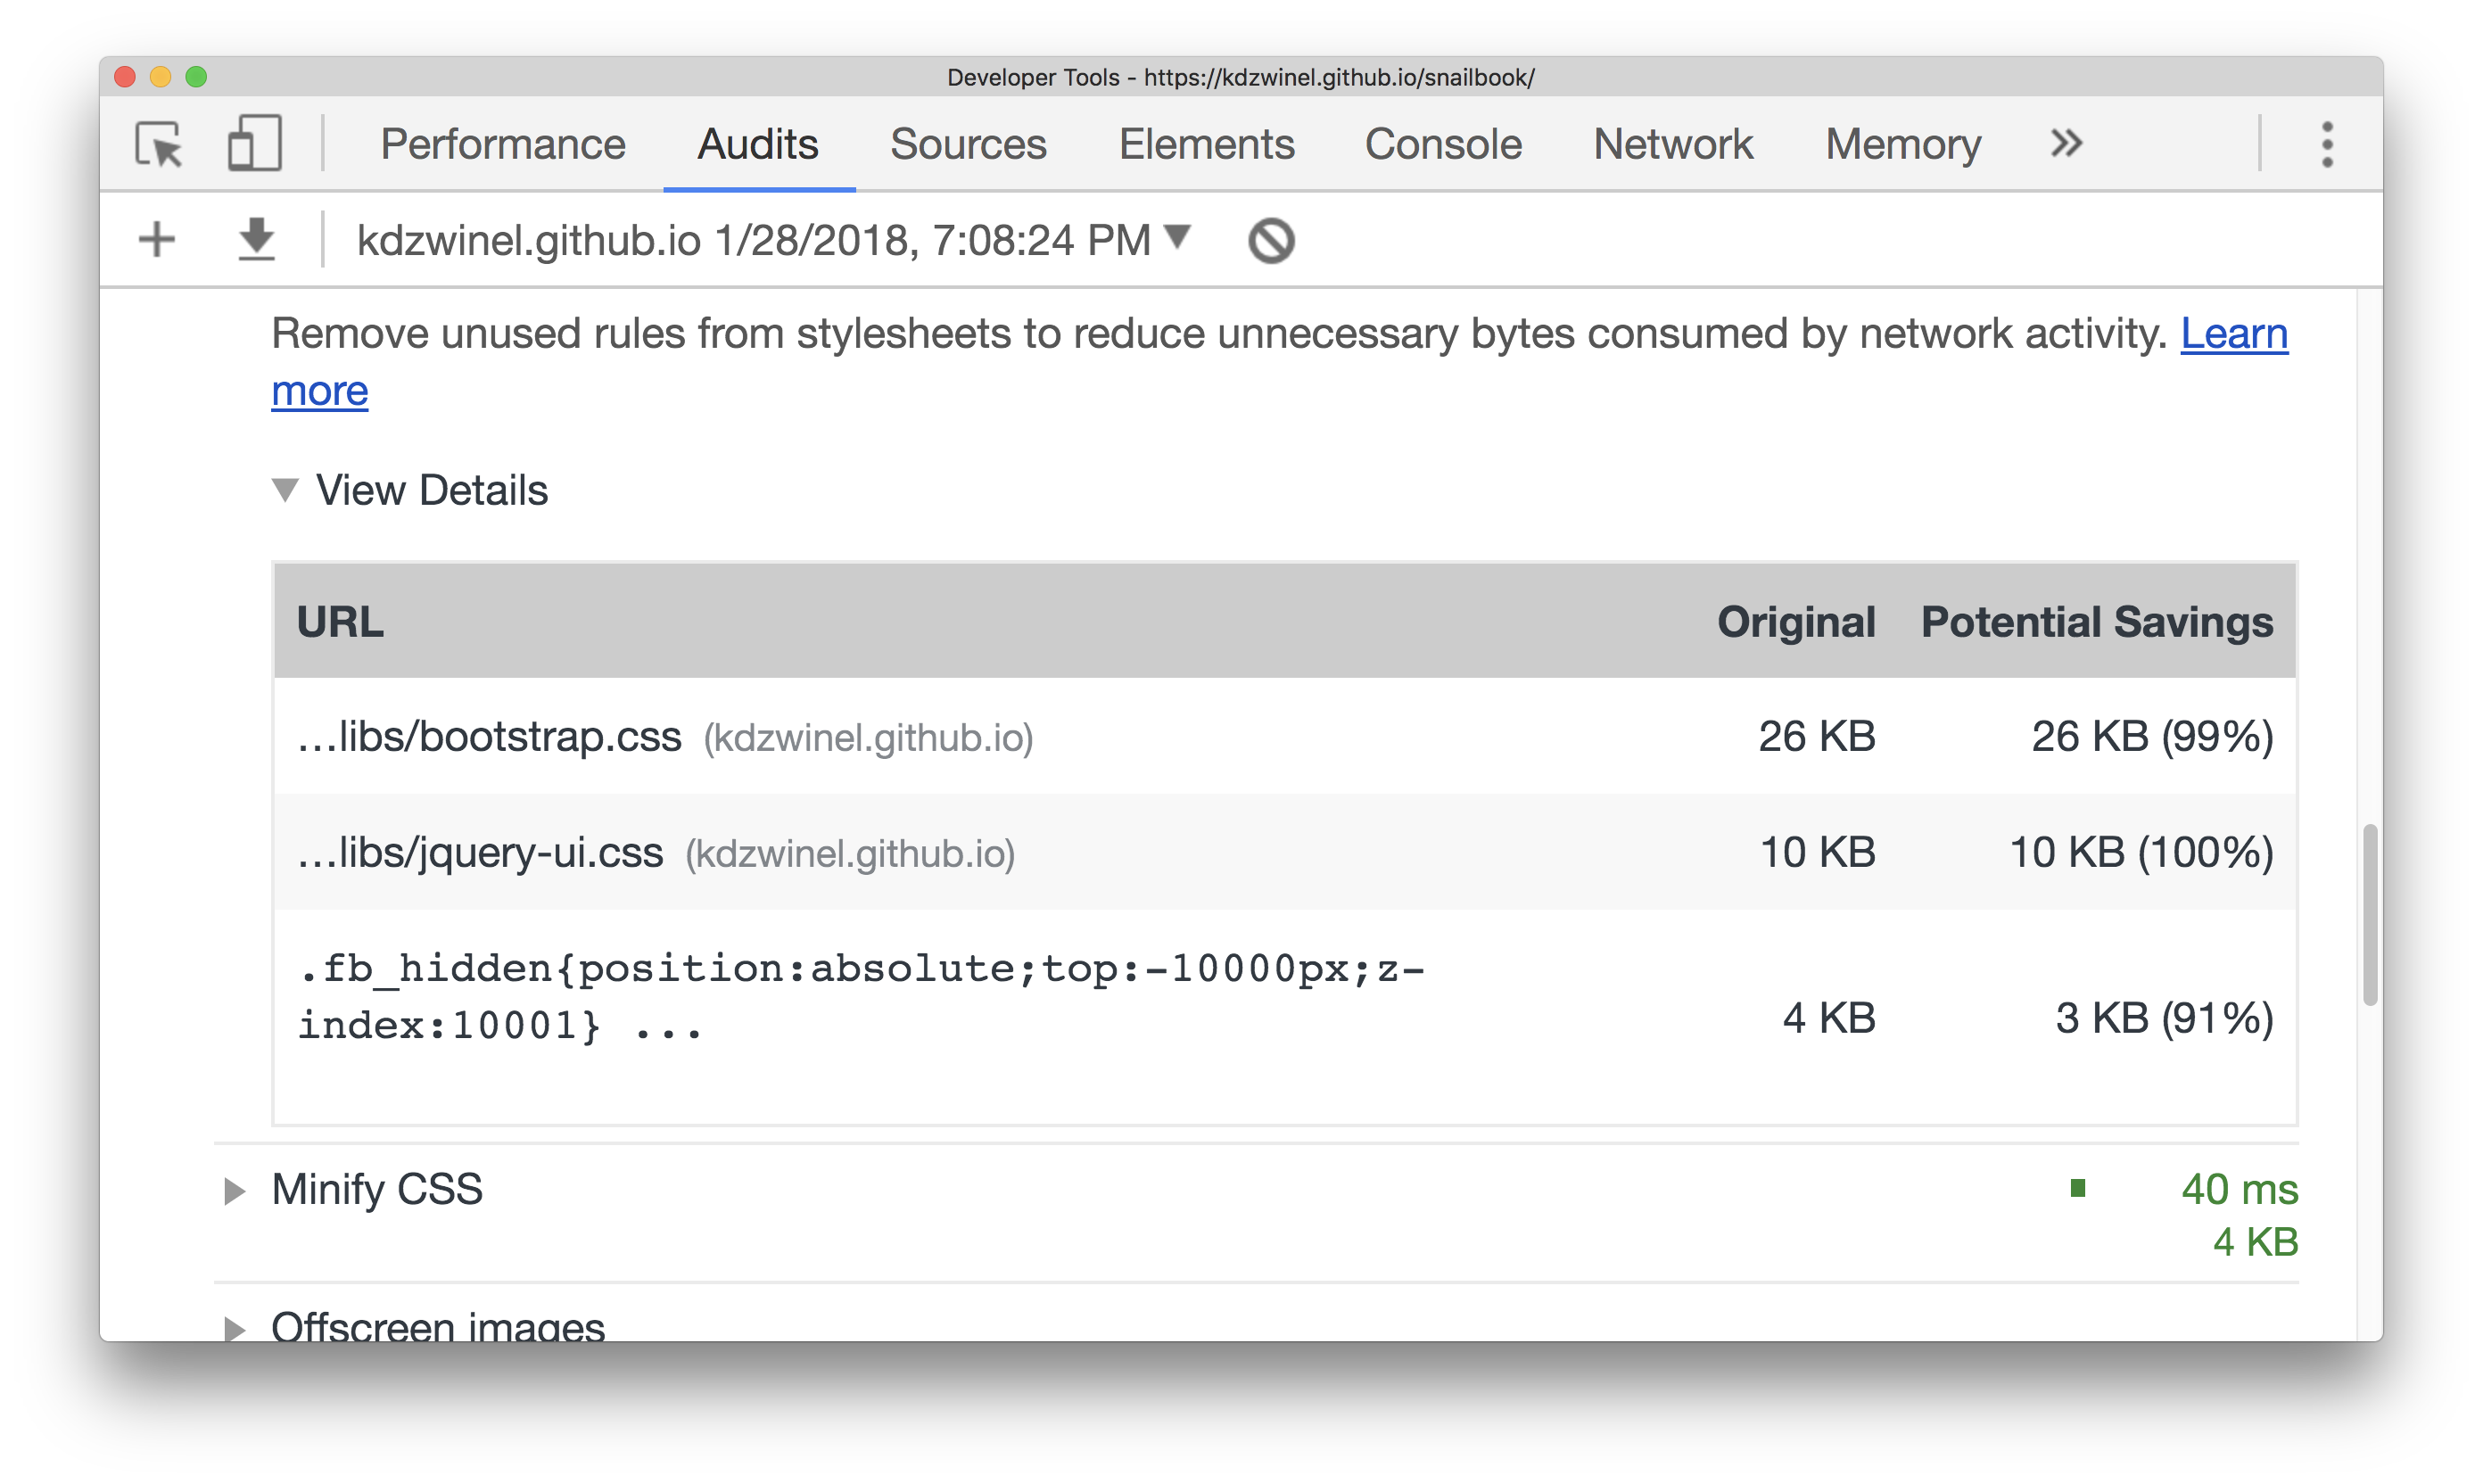 Developer Tools - https://kdzwinel.github.io/snailbook/
Performance Audits Sources Elements Console Network Memory »
kdzwinel.github.io 1/28/2018, 7:08:24 PM ▼
Remove unused rules from stylesheets to reduce unnecessary bytes consumed by network activity. Learn
more
▼ View Details
URL Original Potential Savings
…libs/bootstrap.css (kdzwinel.github.io) 26 KB 26 KB (99%)
…libs/jquery-ui.css (kdzwinel.github.io) 10 KB 10 KB (100%)
.fb_hidden{position:absolute;top:-10000px;z-
index:10001} ... 4 KB 3 KB (91%)
Minify CSS 40 ms
4 KB
Offscreen images